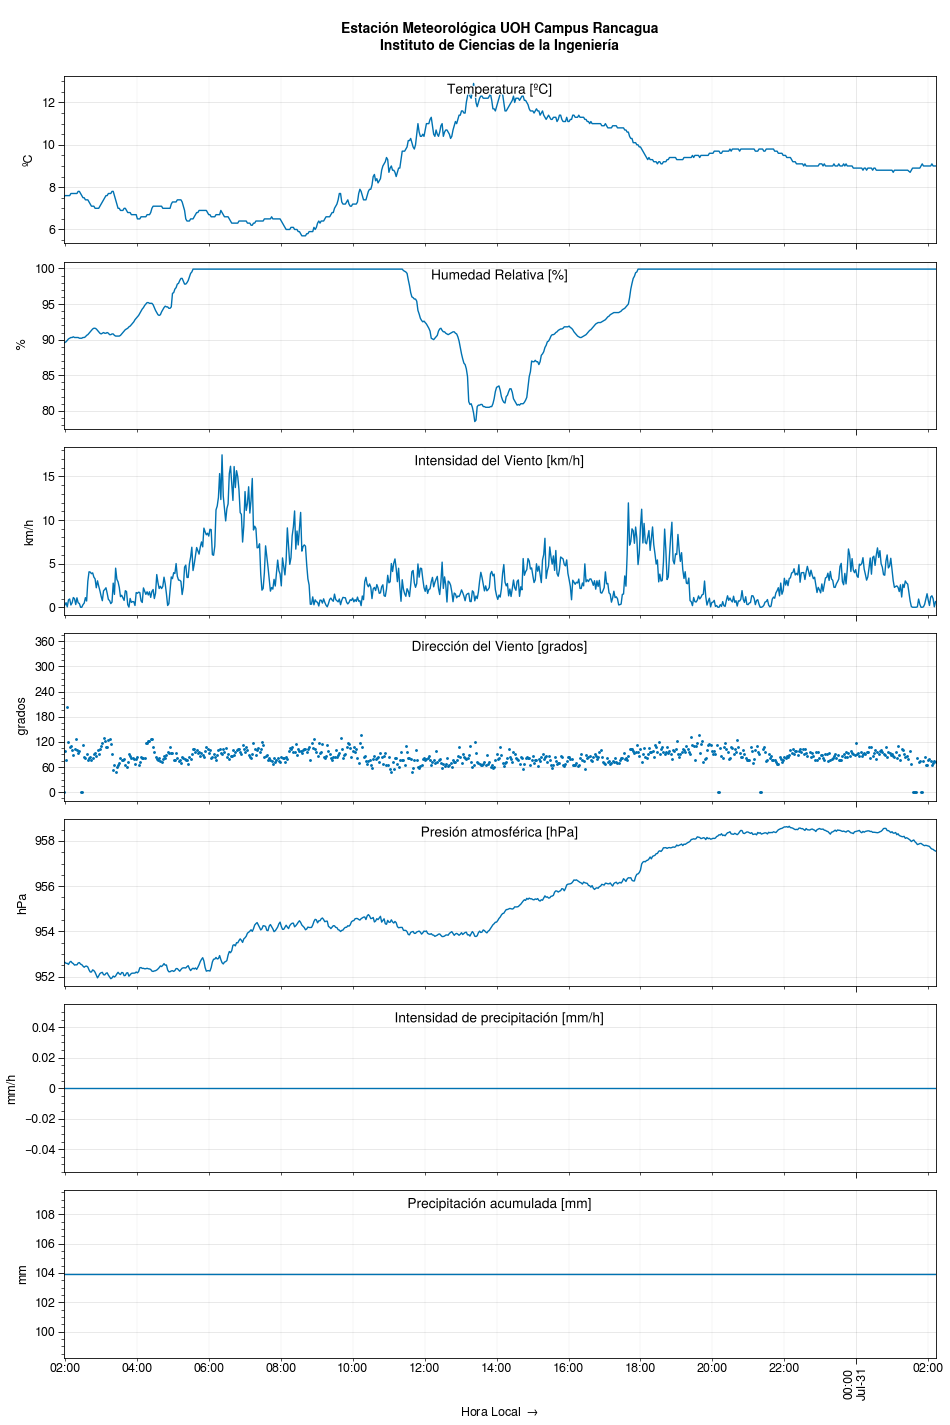 Estación Meteorológica UOH Campus Rancagua
Instituto de Ciencias de la Ingeniería
Temperatura [ºC]
12
10
8
6
ºC
Humedad Relativa [%]
100
95
90
85
80
%
Intensidad del Viento [km/h]
15
10
5
0
km/h
Dirección del Viento [grados]
360
300
240
180
120
60
0
grados
Presión atmosférica [hPa]
958
956
954
952
hPa
Intensidad de precipitación [mm/h]
0.04
0.02
0
−0.02
−0.04
mm/h
Precipitación acumulada [mm]
108
106
104
102
100
mm
02:00 04:00 06:00 08:00 10:00 12:00 14:00 16:00 18:00 20:00 22:00 00:00 02:00
Jul-31
Hora Local →